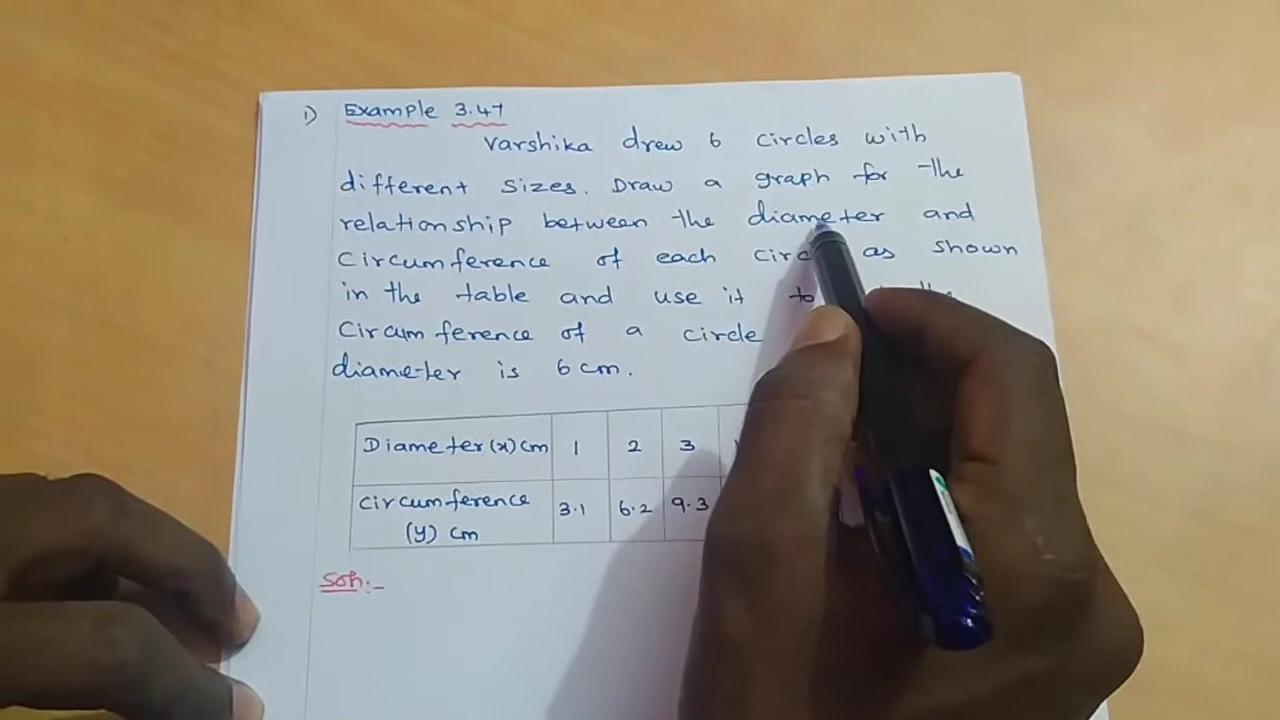 1) Example 3.47
Varshika drew 6 circles with
different sizes. Draw a graph for the
relationship between the diameter and
Circumference of each as shown
in the table and use it to
Circumference of a circle
diameter is 6 cm.
Diameter (x) cm 1 2 3
Circumference 3.1 6.2 9.3
(y) cm
Soln:-